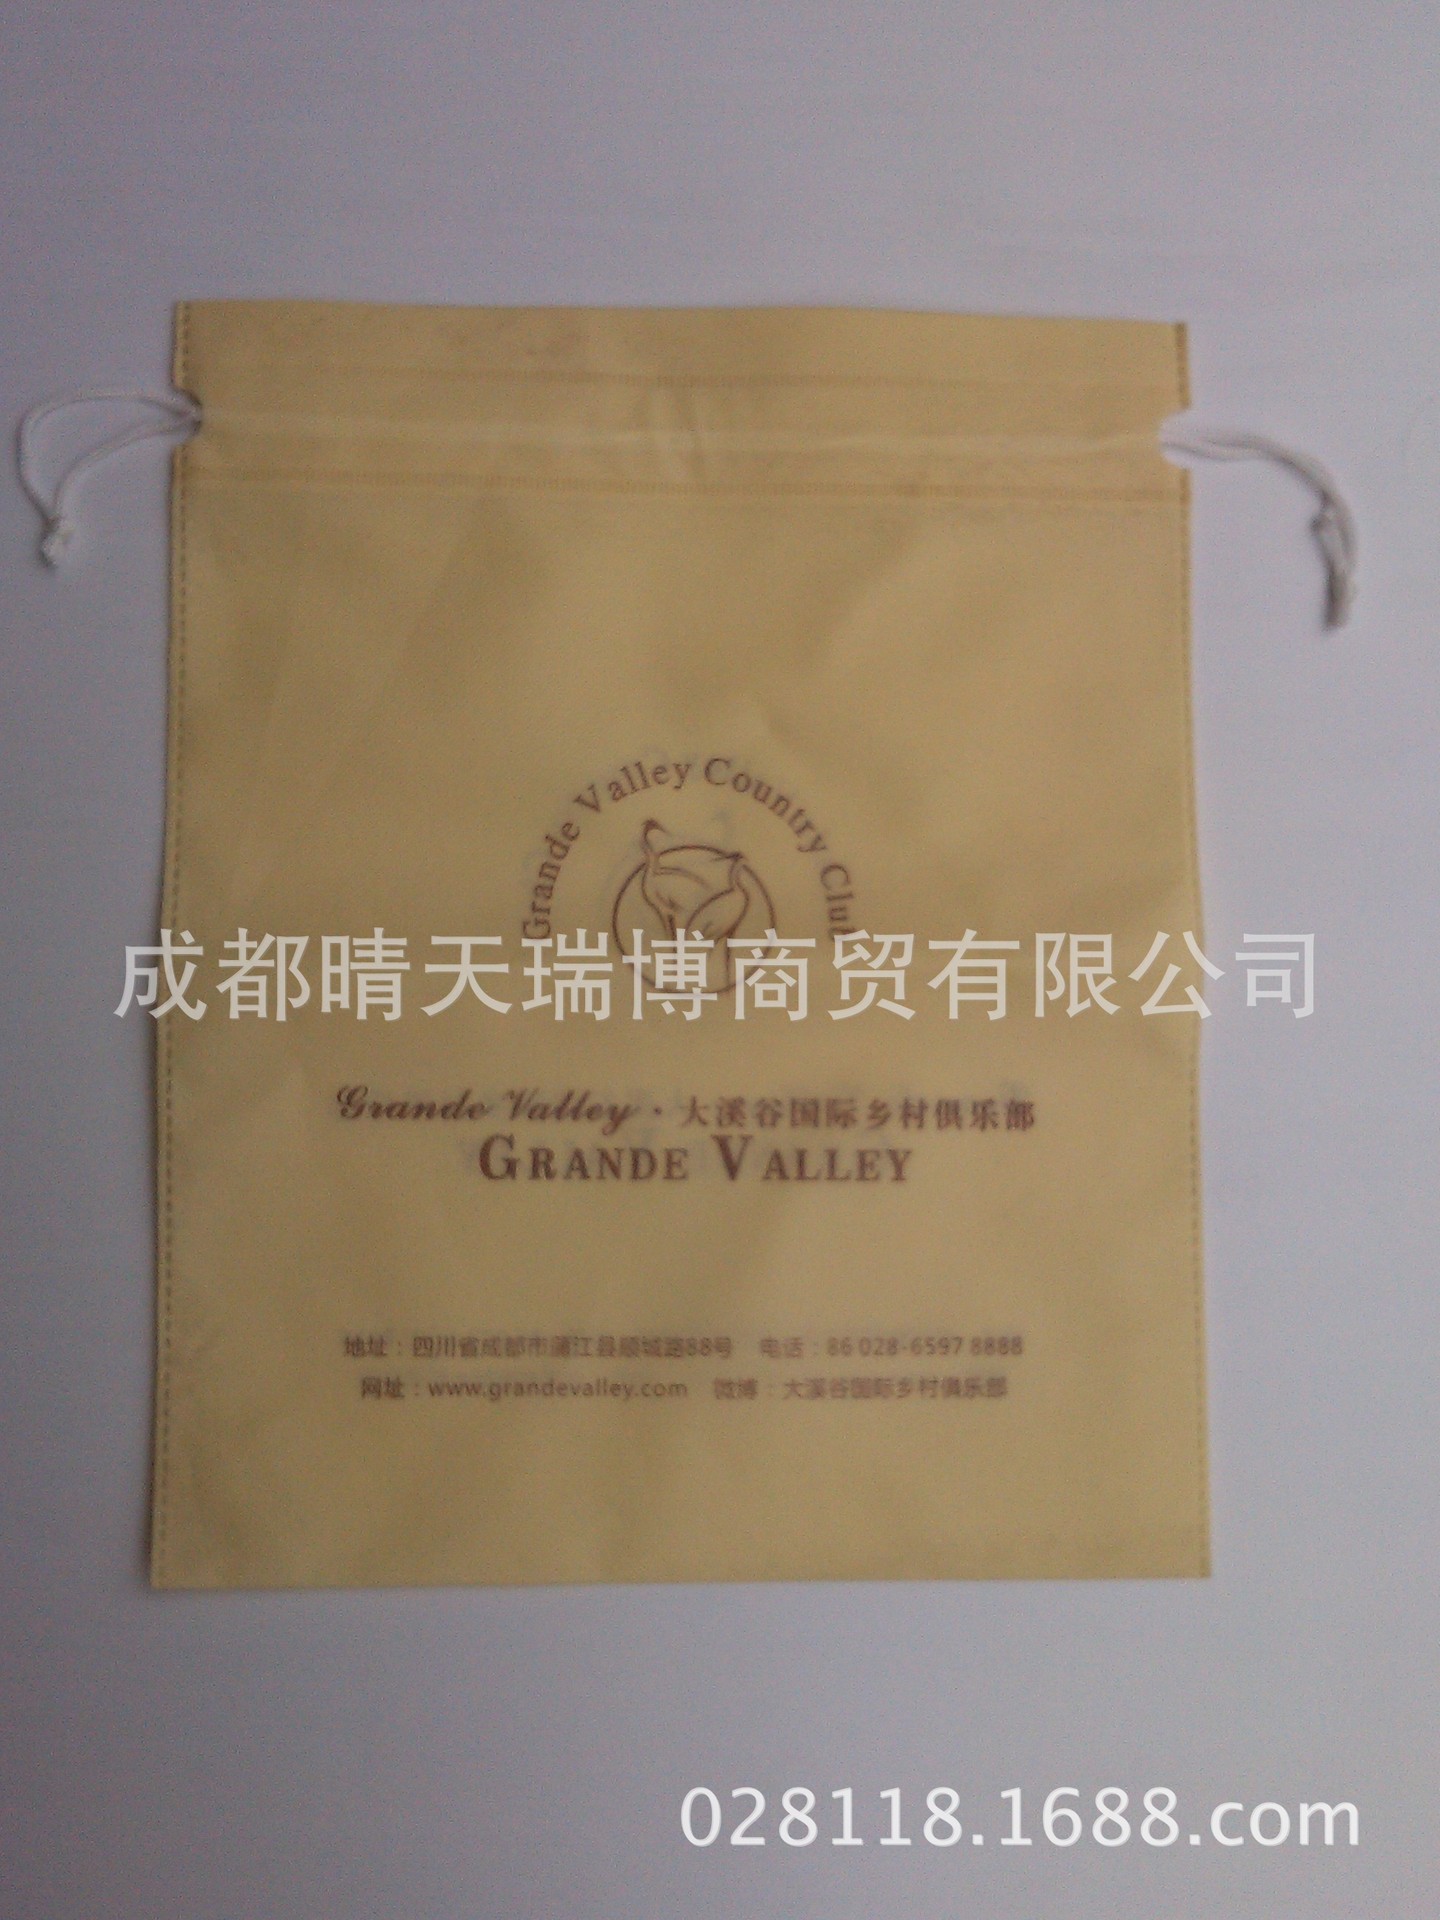 Grande Valley Country Club
成都晴天瑞博商贸有限公司
Grande Valley · 大溪谷国际乡村俱乐部
GRANDE VALLEY
地址：四川省成都市蒲江县顺城路88号 电话：86 028-6597 8888
网址：www.grandevalley.com 微博：大溪谷国际乡村俱乐部
028118.1688.com